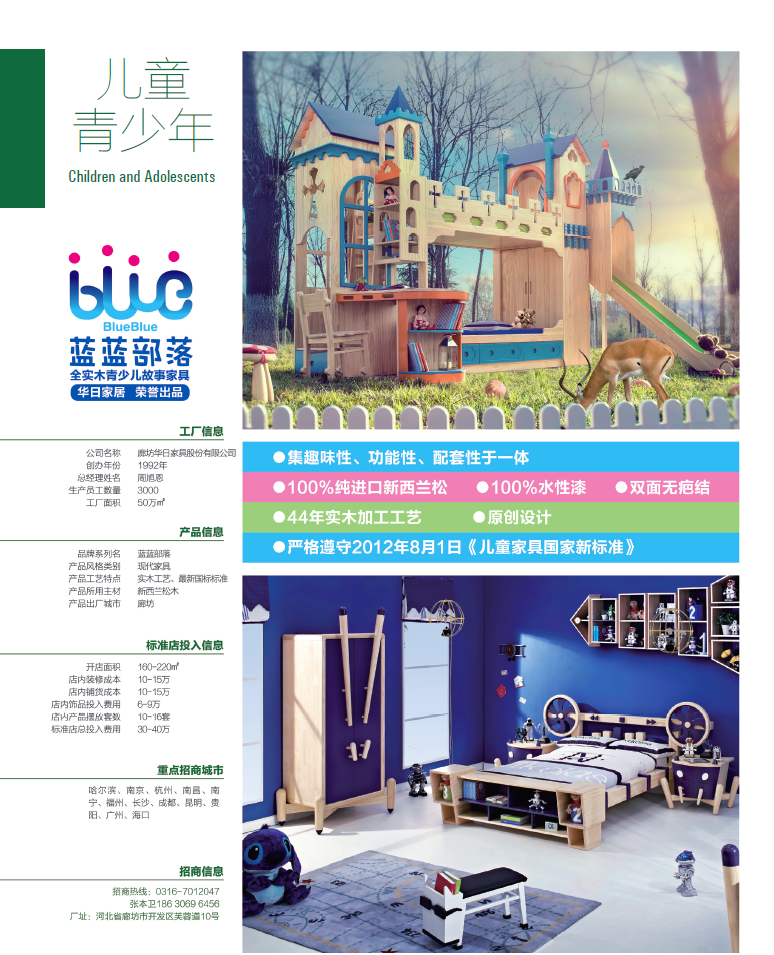 儿童
青少年
Children and Adolescents
blue
BlueBlue
蓝蓝部落
全实木青少儿故事家具
华日家居 荣誉出品
工厂信息
公司名称 廊坊华日家具股份有限公司
创办年份 1992年
总经理姓名 周旭恩
生产员工数量 3000
工厂面积 50万㎡
产品信息
品牌系列名 蓝蓝部落
产品风格类别 现代家具
产品工艺特点 实木工艺、最新国标标准
产品所用主材 新西兰松木
产品出厂城市 廊坊
标准店投入信息
开店面积 160-220㎡
店内装修成本 10-15万
店内铺货成本 10-15万
店内饰品投入费用 6-9万
店内产品摆放套数 10-16套
标准店总投入费用 30-40万
重点招商城市
哈尔滨、南京、杭州、南昌、南
宁、福州、长沙、成都、昆明、贵
阳、广州、海口
招商信息
招商热线：0316-7012047
张本卫186 3069 6456
厂址：河北省廊坊市开发区芙蓉道10号
●集趣味性、功能性、配套性于一体
●100%纯进口新西兰松 ●100%水性漆 ●双面无疤结
●44年实木加工工艺 ●原创设计
●严格遵守2012年8月1日《儿童家具国家新标准》